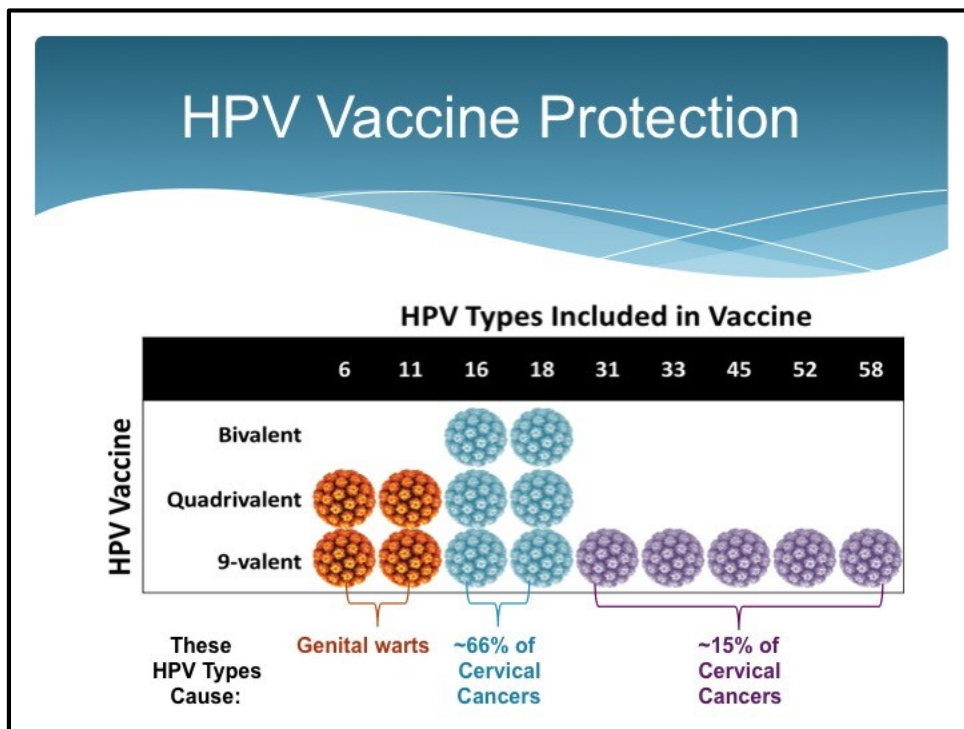 HPV Vaccine Protection
HPV Types Included in Vaccine
6 11 16 18 31 33 45 52 58
HPV Vaccine
Bivalent
Quadrivalent
9-valent
These
HPV Types
Cause:
Genital warts
~66% of
Cervical
Cancers
~15% of
Cervical
Cancers